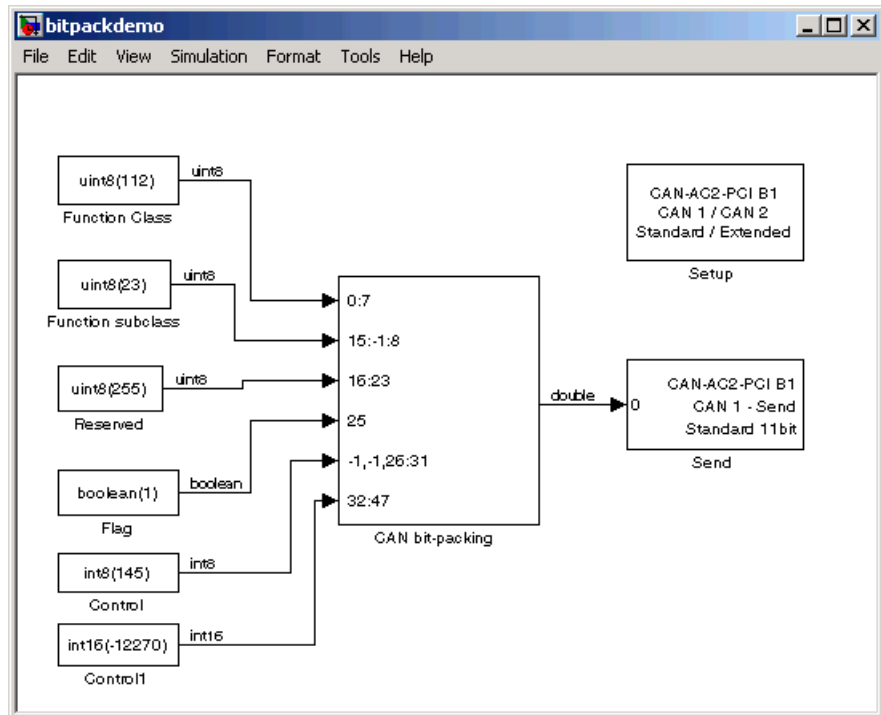 bitpackdemo
File Edit View Simulation Format Tools Help
uint8(112)
uint8
Function Class
uint8(23)
uint8
Function subclass
uint8(255)
uint8
Reserved
boolean(1)
boolean
Flag
int8(145)
int8
Control
int16(-12270)
int16
Control1
0:7
15:-1:8
16:23
25
-1,-1,26:31
32:47
CAN bit-packing
double
CAN-AC2-PCI B1
CAN 1 / CAN 2
Standard / Extended
Setup
0
CAN-AC2-PCI B1
CAN 1 - Send
Standard 11bit
Send